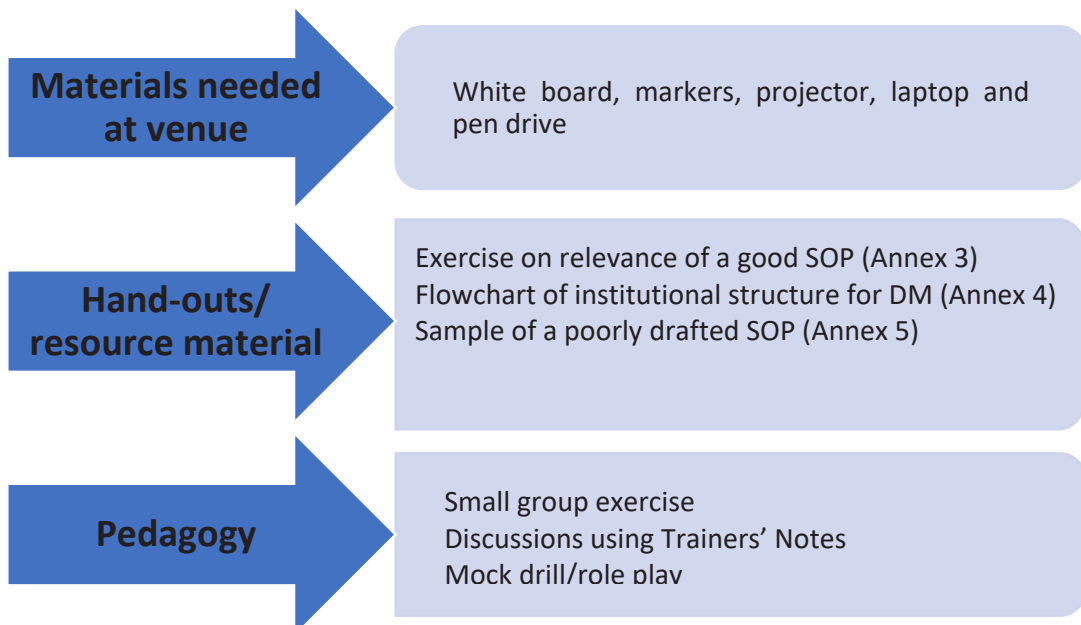 Materials needed
at venue
White board, markers, projector, laptop and
pen drive
Hand-outs/
resource material
Exercise on relevance of a good SOP (Annex 3)
Flowchart of institutional structure for DM (Annex 4)
Sample of a poorly drafted SOP (Annex 5)
Pedagogy
Small group exercise
Discussions using Trainers’ Notes
Mock drill/role play